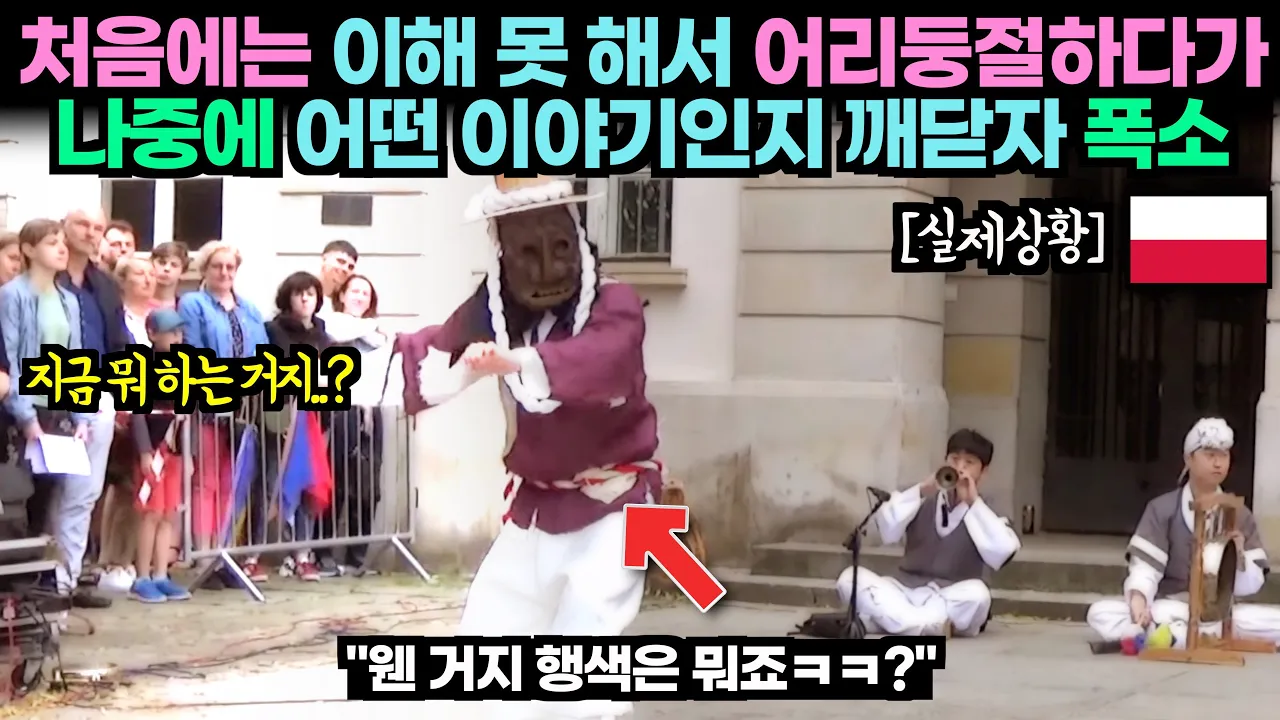 처음에는 이해 못 해서 어리둥절하다가
나중에 어떤 이야기인지 깨닫자 폭소
[실제상황]
지금 뭐 하는 거지..?
"웬 거지 행색은 뭐죠ㅋㅋ?"